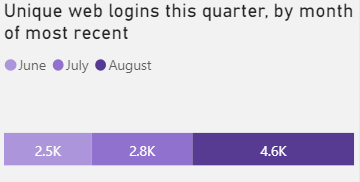 Unique web logins this quarter, by month
of most recent
June July August
2.5K 2.8K 4.6K